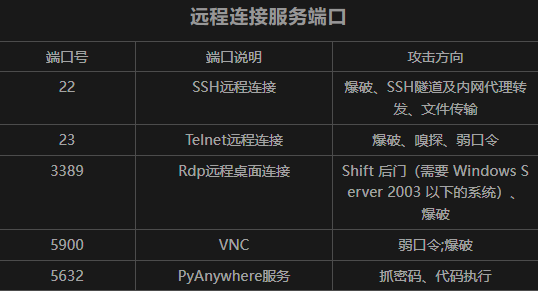 远程连接服务端口
端口号 端口说明 攻击方向
22 SSH远程连接 爆破、SSH隧道及内网代理转
发、文件传输
23 Telnet远程连接 爆破、嗅探、弱口令
3389 Rdp远程桌面连接 Shift 后门（需要 Windows S
erver 2003 以下的系统）、
爆破
5900 VNC 弱口令;爆破
5632 PyAnywhere服务 抓密码、代码执行